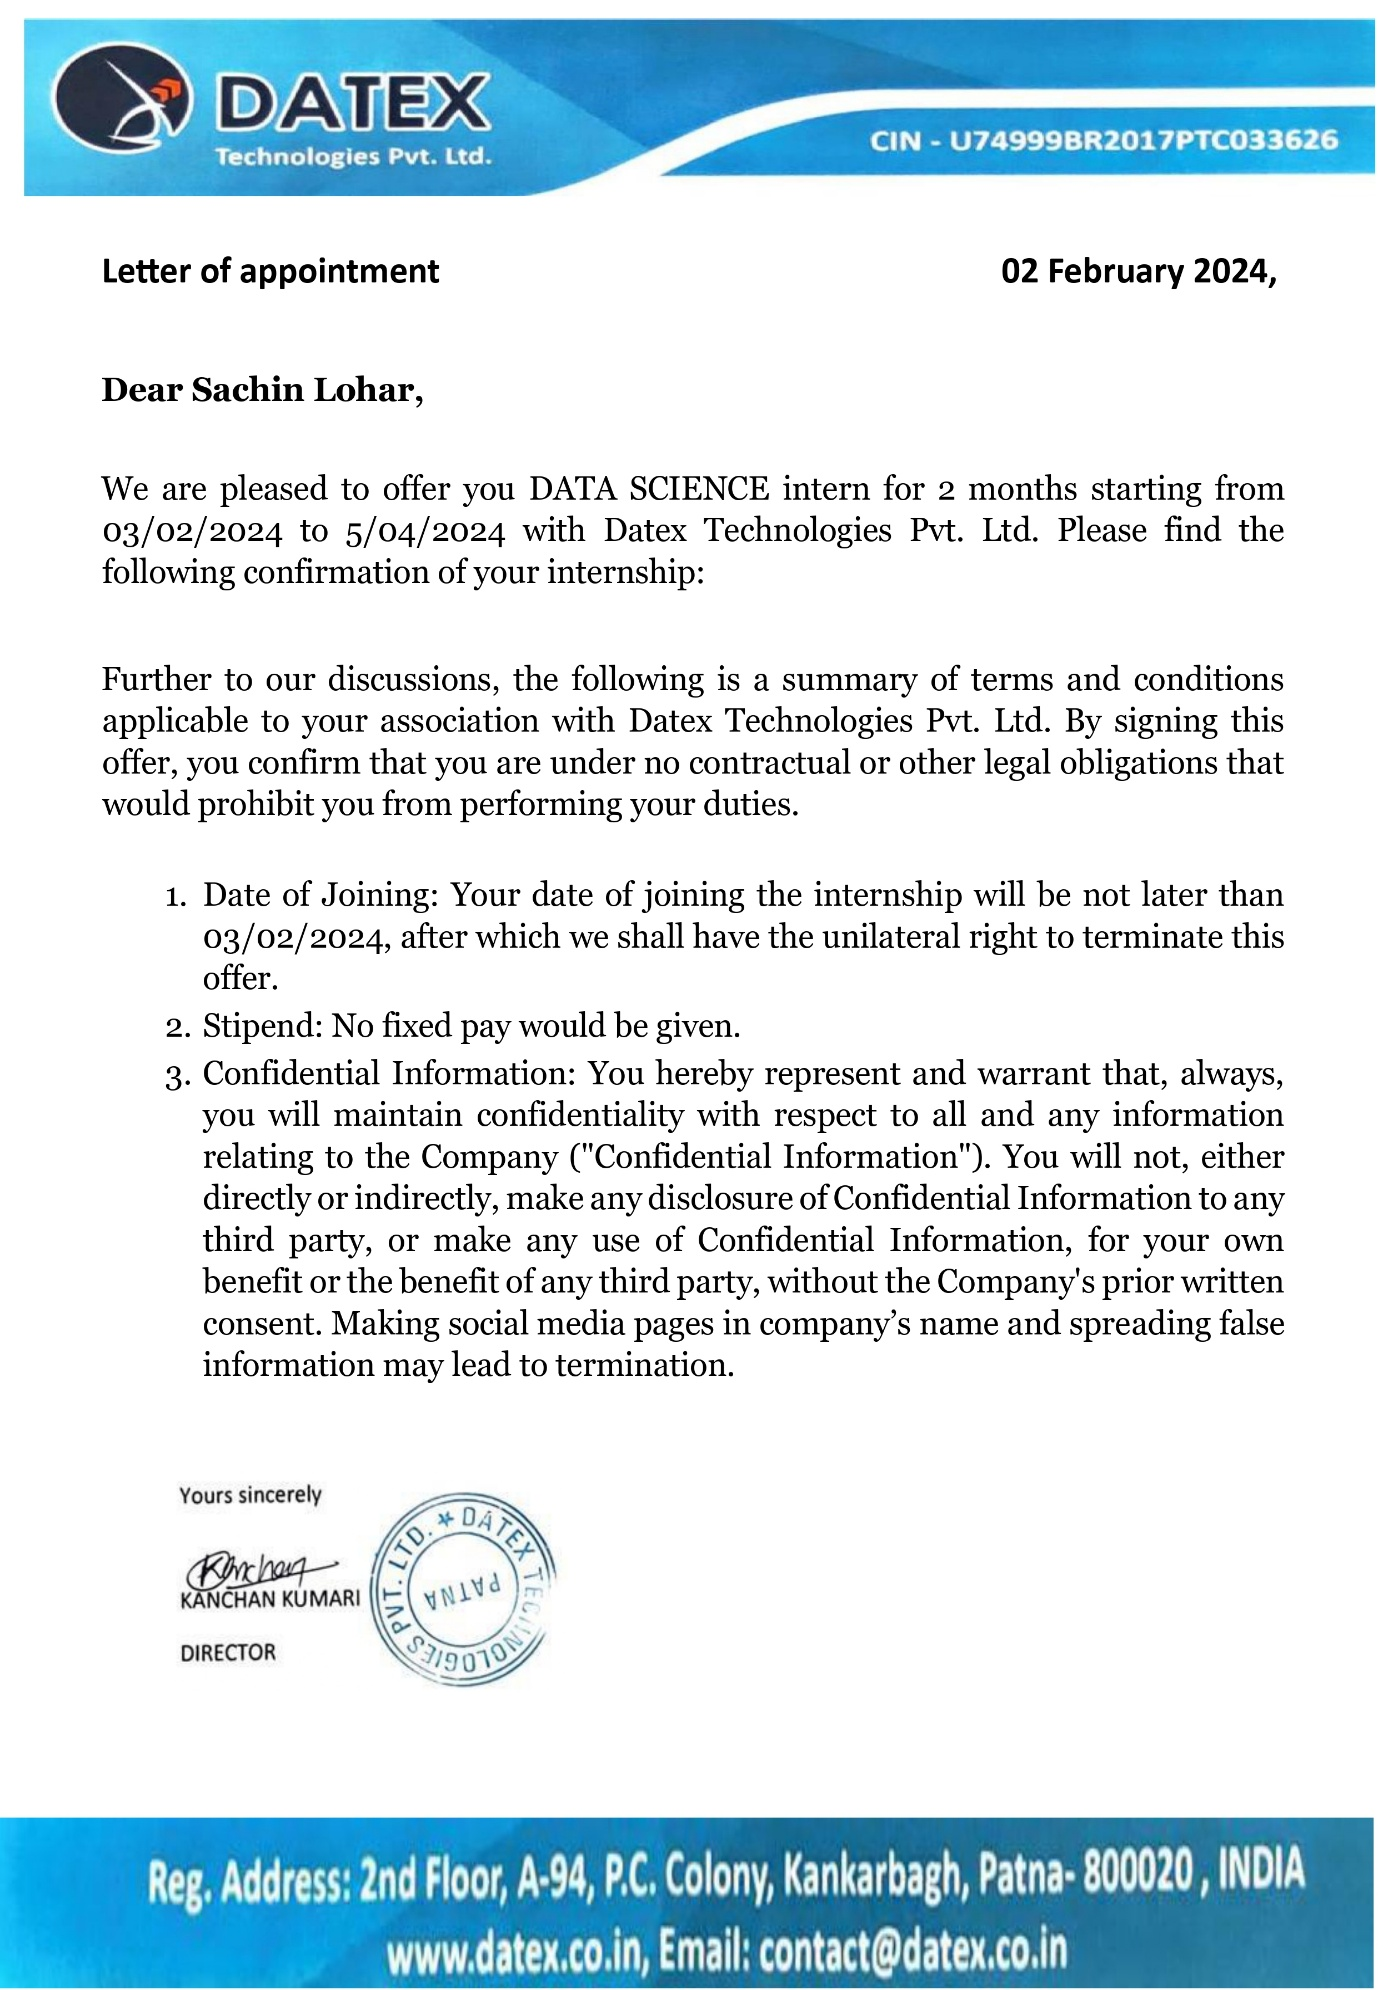 DATEX
Technologies Pvt. Ltd.
CIN - U74999BR2017PTC033626
Letter of appointment 02 February 2024,
Dear Sachin Lohar,
We are pleased to offer you DATA SCIENCE intern for 2 months starting from
03/02/2024 to 5/04/2024 with Datex Technologies Pvt. Ltd. Please find the
following confirmation of your internship:
Further to our discussions, the following is a summary of terms and conditions
applicable to your association with Datex Technologies Pvt. Ltd. By signing this
offer, you confirm that you are under no contractual or other legal obligations that
would prohibit you from performing your duties.
1. Date of Joining: Your date of joining the internship will be not later than
03/02/2024, after which we shall have the unilateral right to terminate this
offer.
2. Stipend: No fixed pay would be given.
3. Confidential Information: You hereby represent and warrant that, always,
you will maintain confidentiality with respect to all and any information
relating to the Company ("Confidential Information"). You will not, either
directly or indirectly, make any disclosure of Confidential Information to any
third party, or make any use of Confidential Information, for your own
benefit or the benefit of any third party, without the Company's prior written
consent. Making social media pages in company’s name and spreading false
information may lead to termination.
Yours sincerely
Kanchan
KANCHAN KUMARI
DIRECTOR
★ DATEX TECHNOLOGIES PVT. LTD.
PATNA
Reg. Address: 2nd Floor, A-94, P.C. Colony, Kankarbagh, Patna- 800020 , INDIA
www.datex.co.in, Email: contact@datex.co.in